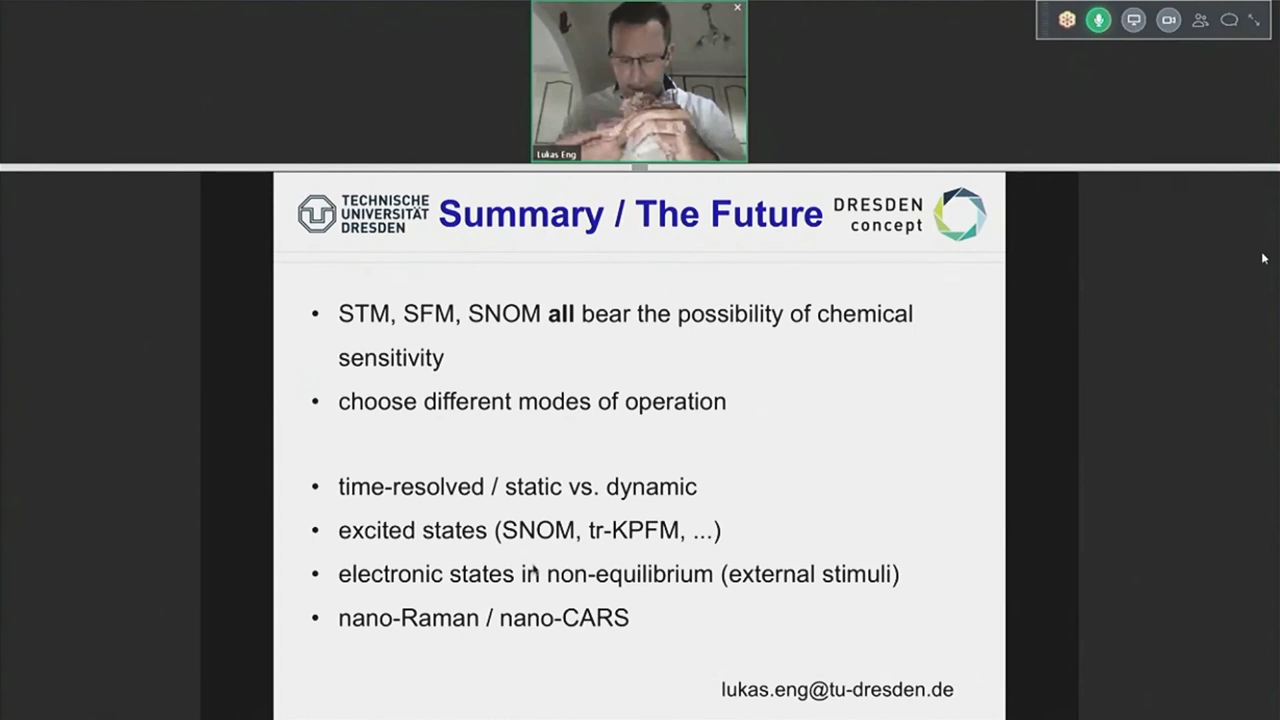 Lukas Eng
TECHNISCHE
UNIVERSITÄT
DRESDEN
Summary / The Future
DRESDEN
concept
• STM, SFM, SNOM all bear the possibility of chemical
sensitivity
• choose different modes of operation
• time-resolved / static vs. dynamic
• excited states (SNOM, tr-KPFM, ...)
• electronic states in non-equilibrium (external stimuli)
• nano-Raman / nano-CARS
lukas.eng@tu-dresden.de